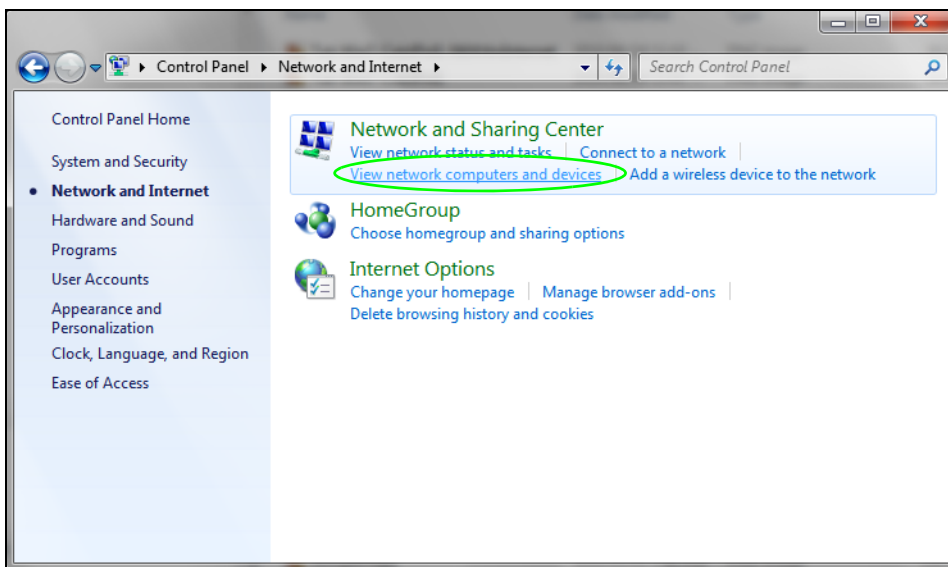 Control Panel Network and Internet Search Control Panel
Control Panel Home
System and Security
Network and Internet
Hardware and Sound
Programs
User Accounts
Appearance and
Personalization
Clock, Language, and Region
Ease of Access
Network and Sharing Center
View network status and tasks Connect to a network
View network computers and devices Add a wireless device to the network
HomeGroup
Choose homegroup and sharing options
Internet Options
Change your homepage Manage browser add-ons
Delete browsing history and cookies